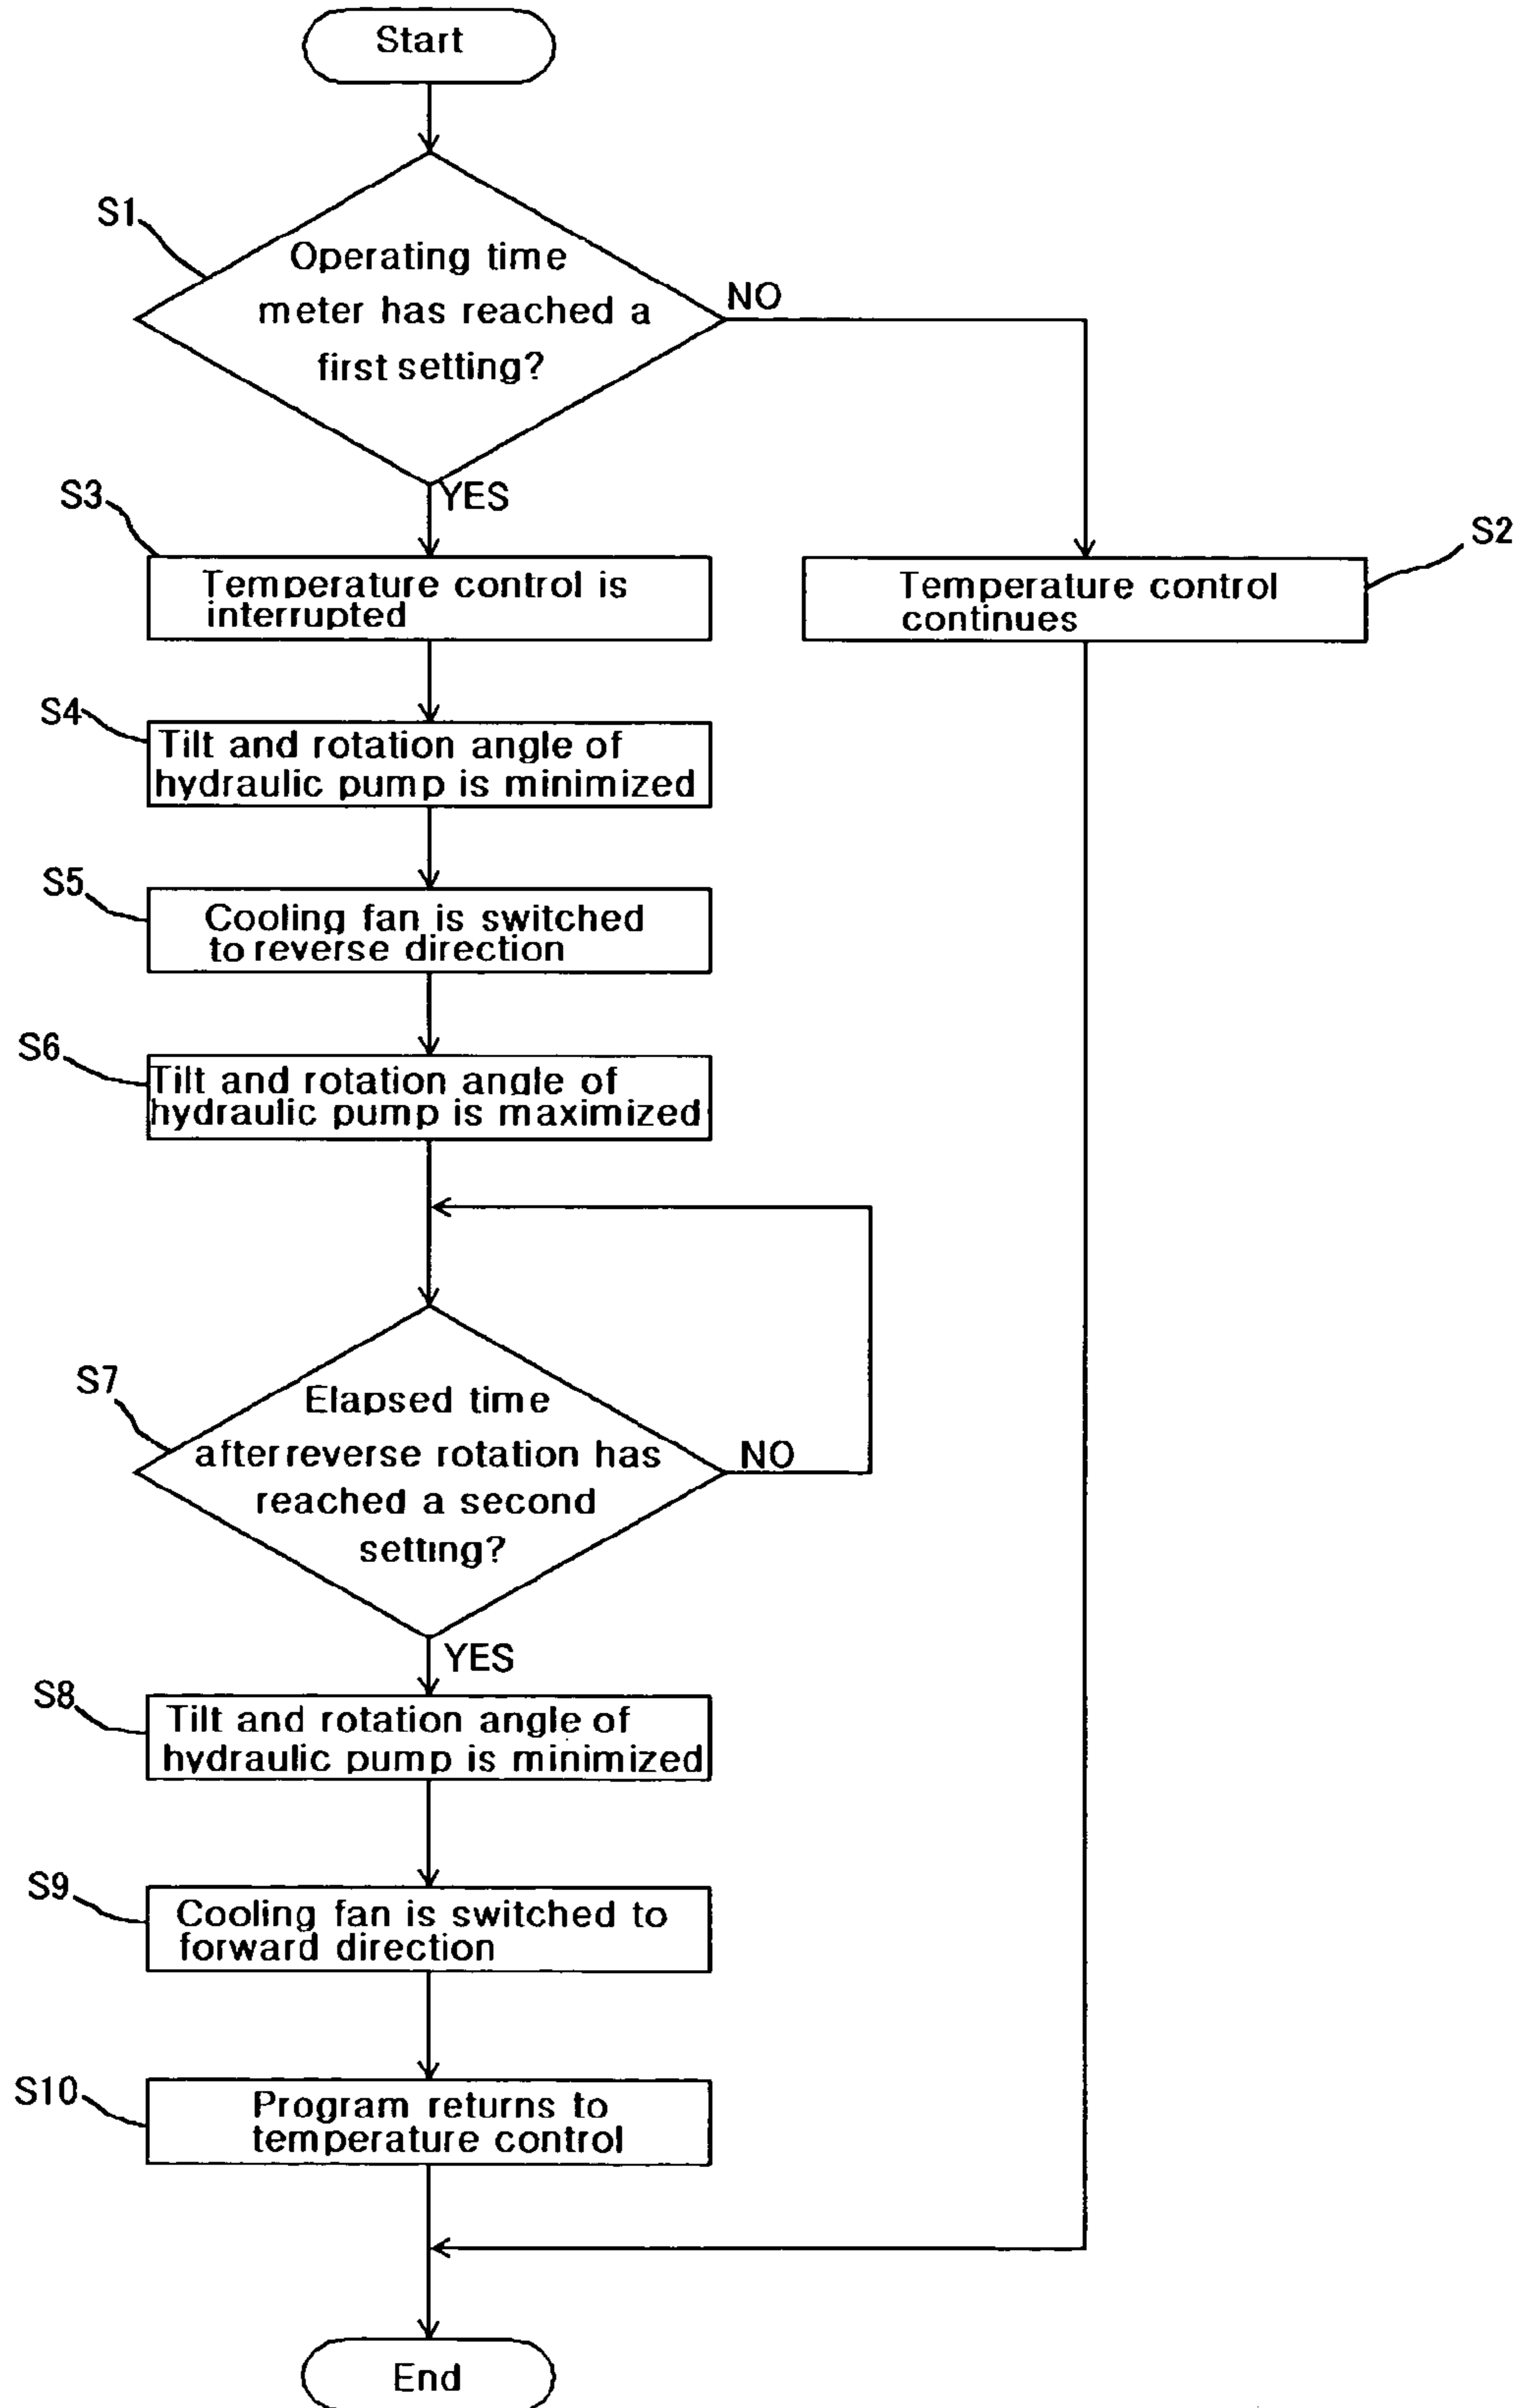 Start
S1
Operating time
meter has reached a
first setting?
NO
YES
S3
Temperature control is
interrupted
S2
Temperature control
continues
S4
Tilt and rotation angle of
hydraulic pump is minimized
S5
Cooling fan is switched
to reverse direction
S6
Tilt and rotation angle of
hydraulic pump is maximized
S7
Elapsed time
after reverse rotation has
reached a second
setting?
NO
YES
S8
Tilt and rotation angle of
hydraulic pump is minimized
S9
Cooling fan is switched to
forward direction
S10
Program returns to
temperature control
End